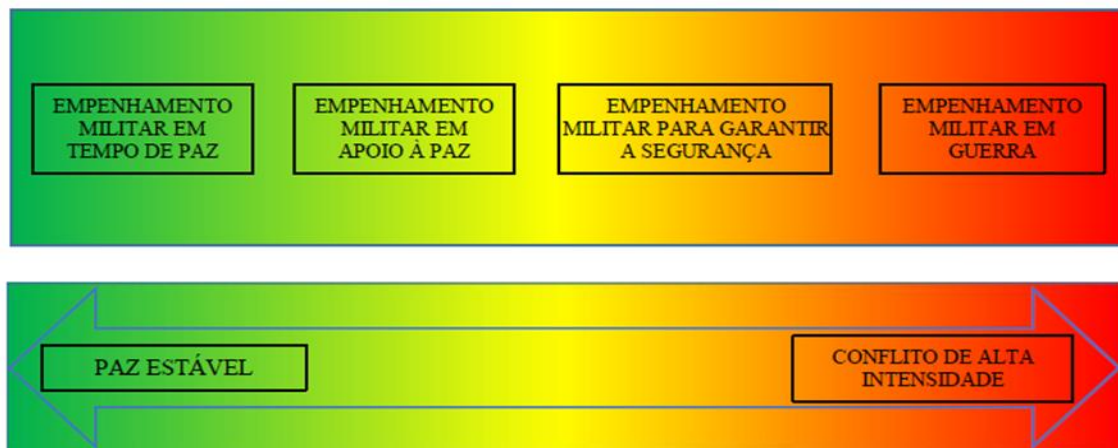 EMPENHAMENTO
MILITAR EM
TEMPO DE PAZ
EMPENHAMENTO
MILITAR EM
APOIO À PAZ
EMPENHAMENTO
MILITAR PARA GARANTIR
A SEGURANÇA
EMPENHAMENTO
MILITAR EM
GUERRA
PAZ ESTÁVEL
CONFLITO DE ALTA
INTENSIDADE